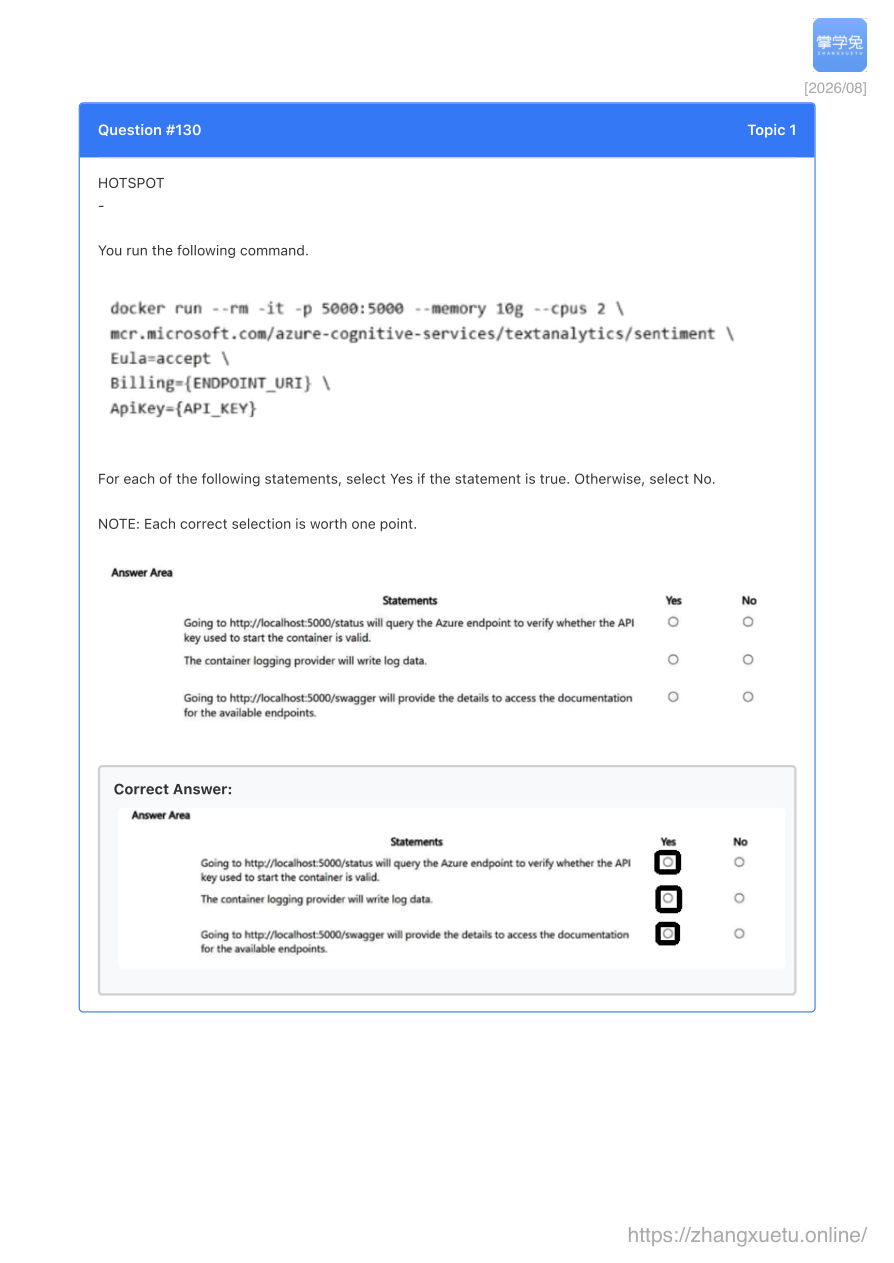 掌学兔
ZHANGXUETU
[2026/08]
Question #130
Topic 1
HOTSPOT
-
You run the following command.
docker run --rm -it -p 5000:5000 --memory 10g --cpus 2 \
mcr.microsoft.com/azure-cognitive-services/textanalytics/sentiment \
Eula=accept \
Billing={ENDPOINT_URI} \
ApiKey={API_KEY}
For each of the following statements, select Yes if the statement is true. Otherwise, select No.
NOTE: Each correct selection is worth one point.
Answer Area
Statements Yes No
Going to http://localhost:5000/status will query the Azure endpoint to verify whether the API
key used to start the container is valid.
The container logging provider will write log data.
Going to http://localhost:5000/swagger will provide the details to access the documentation
for the available endpoints.
Correct Answer:
Answer Area
Statements Yes No
Going to http://localhost:5000/status will query the Azure endpoint to verify whether the API
key used to start the container is valid.
The container logging provider will write log data.
Going to http://localhost:5000/swagger will provide the details to access the documentation
for the available endpoints.
https://zhangxuetu.online/